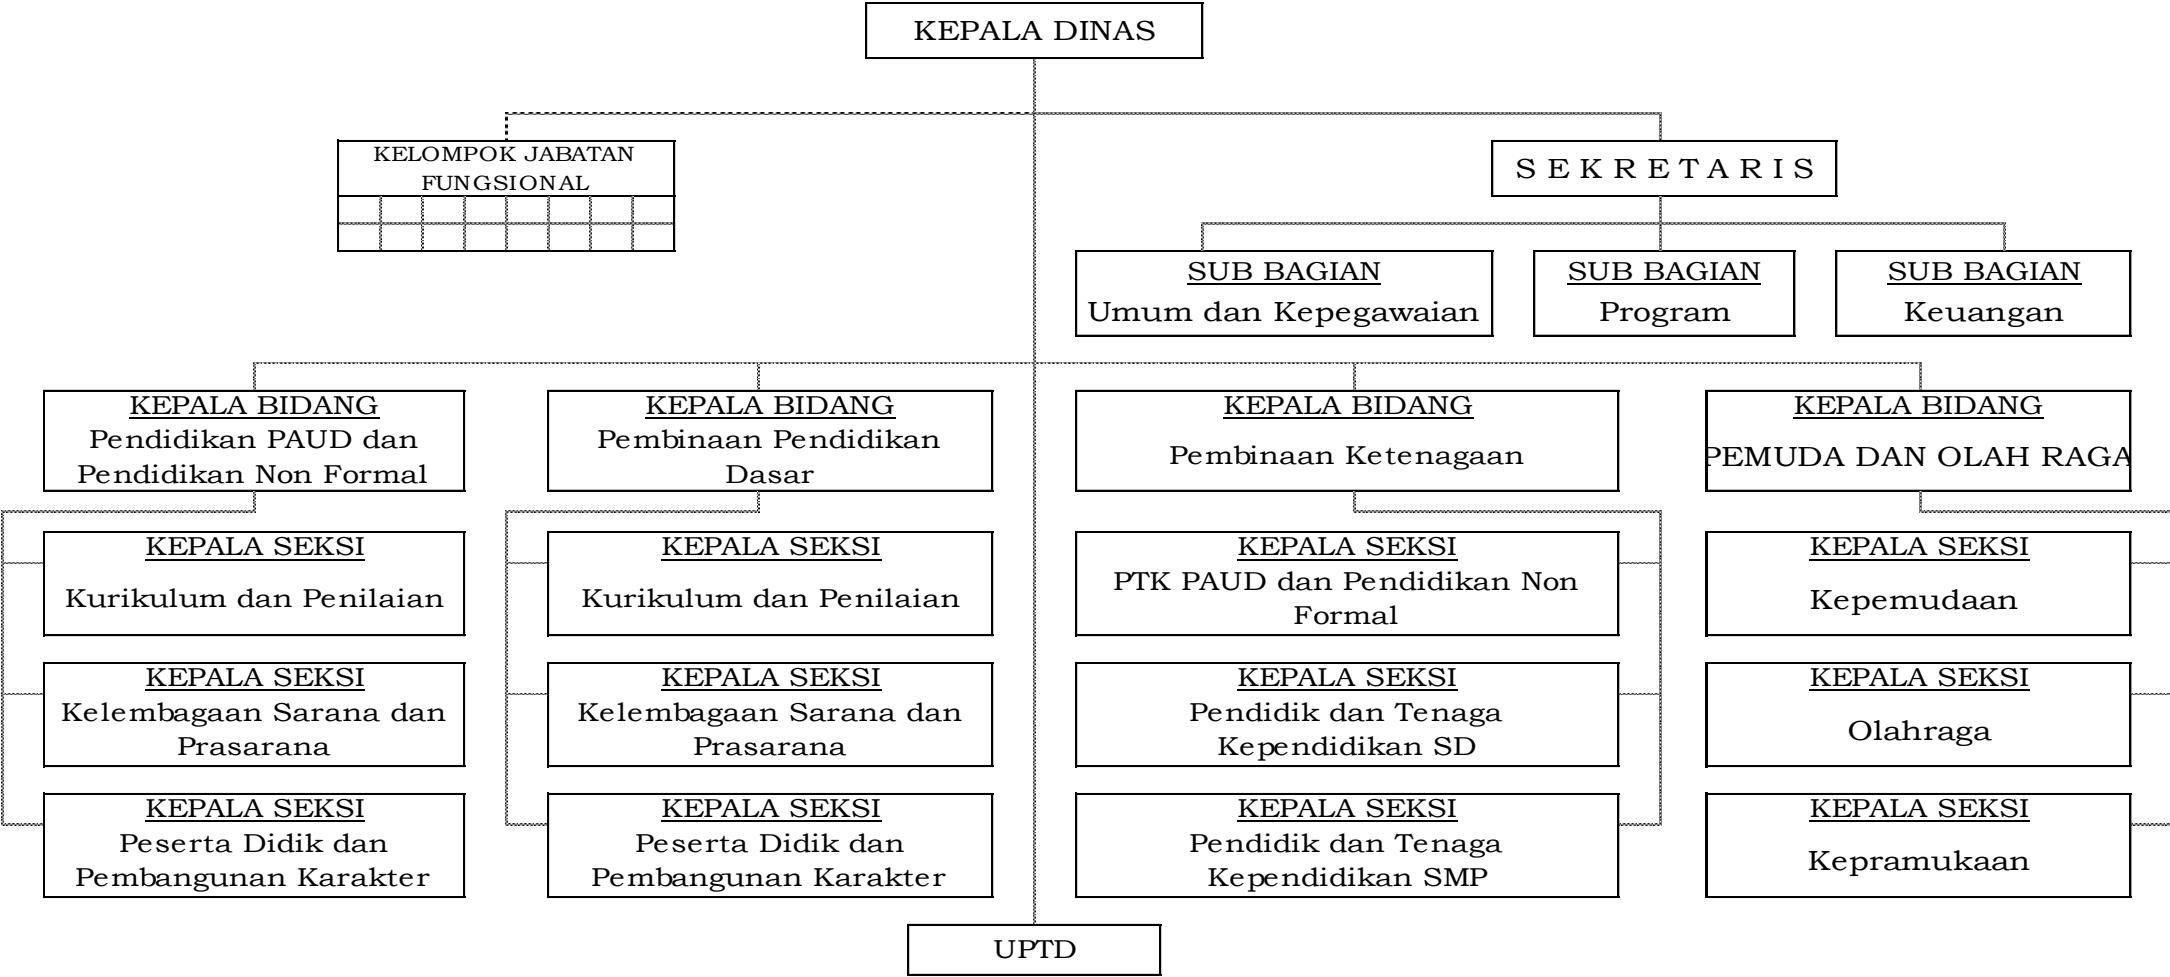 KEPALA DINAS
KELOMPOK JABATAN
FUNGSIONAL
S E K R E T A R I S
SUB BAGIAN
Umum dan Kepegawaian
SUB BAGIAN
Program
SUB BAGIAN
Keuangan
KEPALA BIDANG
Pendidikan PAUD dan
Pendidikan Non Formal
KEPALA BIDANG
Pembinaan Pendidikan
Dasar
KEPALA BIDANG
Pembinaan Ketenagaan
KEPALA BIDANG
PEMUDA DAN OLAH RAGA
KEPALA SEKSI
Kurikulum dan Penilaian
KEPALA SEKSI
Kurikulum dan Penilaian
KEPALA SEKSI
PTK PAUD dan Pendidikan Non
Formal
KEPALA SEKSI
Kepemudaan
KEPALA SEKSI
Kelembagaan Sarana dan
Prasarana
KEPALA SEKSI
Kelembagaan Sarana dan
Prasarana
KEPALA SEKSI
Pendidik dan Tenaga
Kependidikan SD
KEPALA SEKSI
Olahraga
KEPALA SEKSI
Peserta Didik dan
Pembangunan Karakter
KEPALA SEKSI
Peserta Didik dan
Pembangunan Karakter
KEPALA SEKSI
Pendidik dan Tenaga
Kependidikan SMP
KEPALA SEKSI
Kepramukaan
UPTD